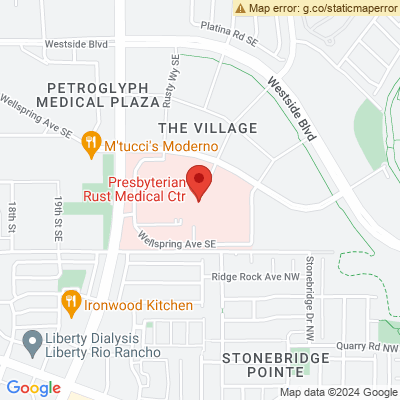 Map error: g.co/staticmaperror
Platina Rd SE
Westside Blvd
Rusty Wy SE
Westside Blvd
PETROGLYPH
MEDICAL PLAZA
Wellspring Ave SE
THE VILLAGE
M'tucci's Moderno
Presbyterian
Rust Medical Ctr
18th St
19th St SE
Wellspring Ave SE
Ridge Rock Ave NW
Stonebridge Dr NW
Ironwood Kitchen
Liberty Dialysis
Liberty Rio Rancho
Quarry Rd NW
STONEBRIDGE
POINTE
Google
Map data ©2024 Google